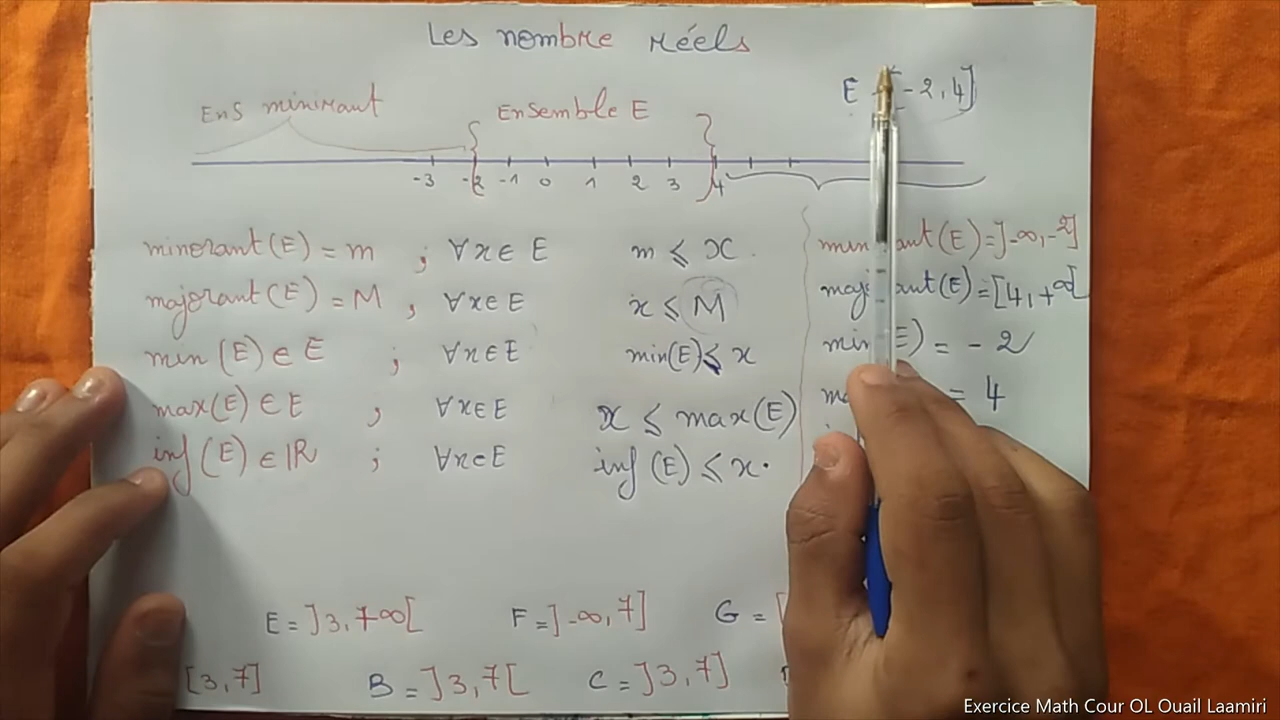 Les nombre réels
E [-2,4]
Ens minirant
Ensemble E
-3 -2 -1 0 1 2 3 4
minorant(E) = m ; ∀x∈E m ≤ x
majorant(E) = M , ∀x∈E x ≤ M
min(E) ∈ E ; ∀x∈E min(E) ≤ x
max(E) ∈ E , ∀x∈E x ≤ max(E)
inf(E) ∈ ℝ ; ∀x∈E inf(E) ≤ x.
(E)=]-∞,-2]
(E)=[4,+∞[
min = -2
= 4
E = ]3,+∞[ F = ]-∞,7] G = [
[3,7] B = ]3,7[ C = ]3,7]
Exercice Math Cour OL Ouail Laamiri